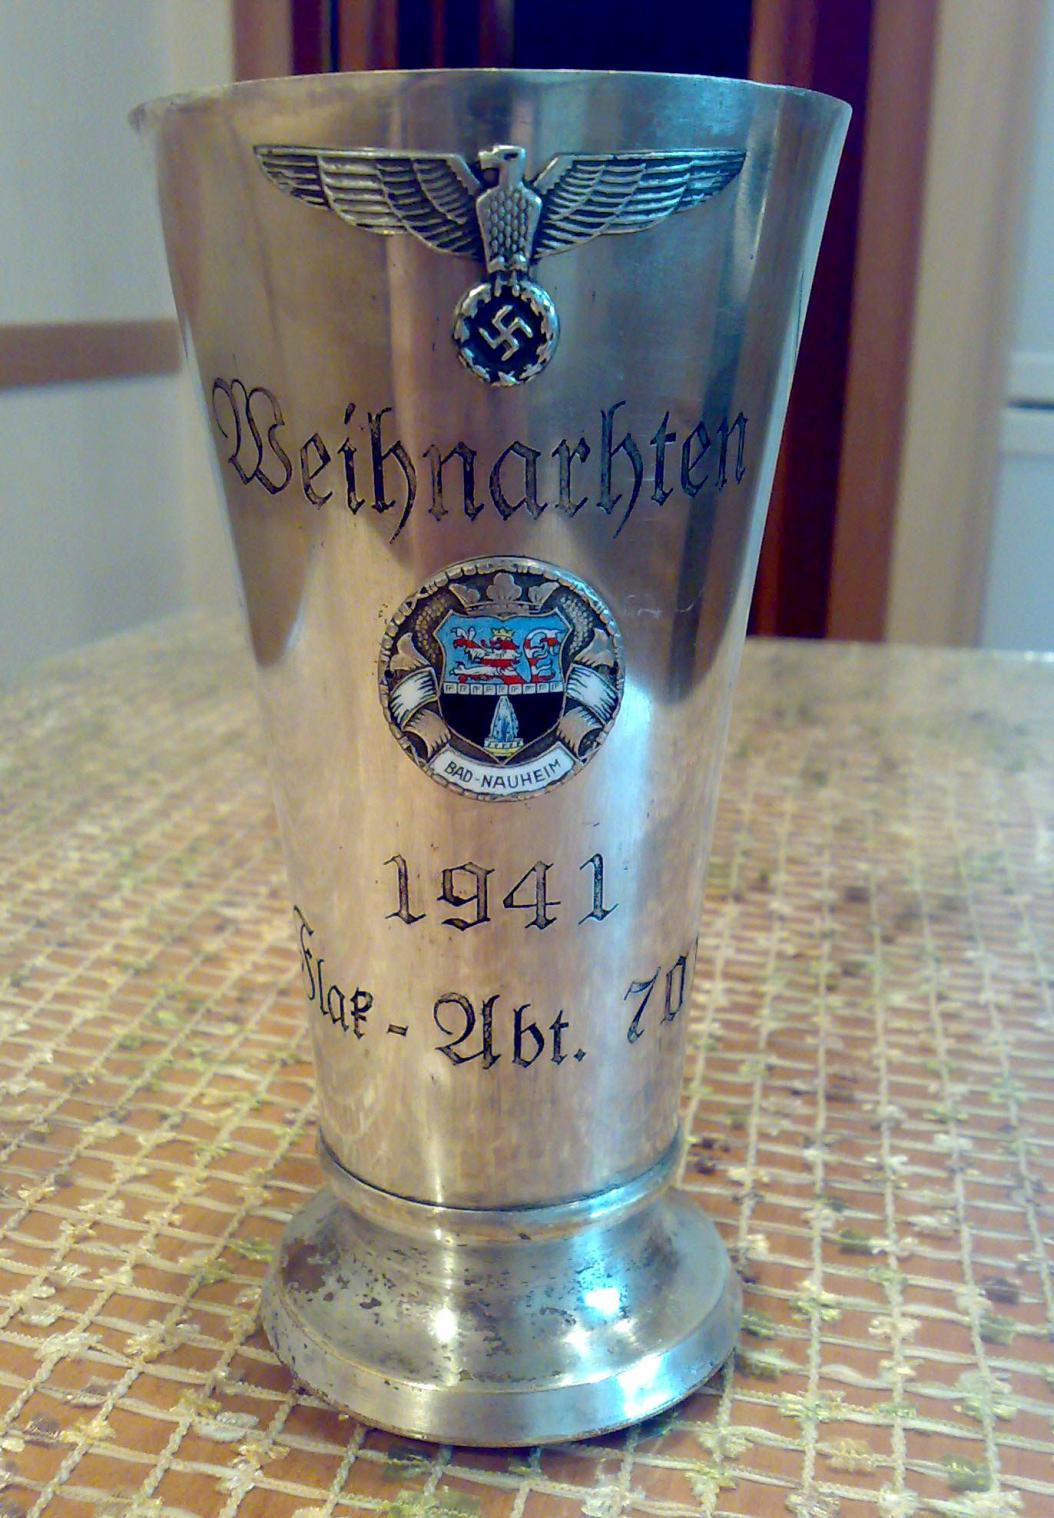 Weihnachten
BAD-NAUHEIM
1941
Flak - Abt. 70